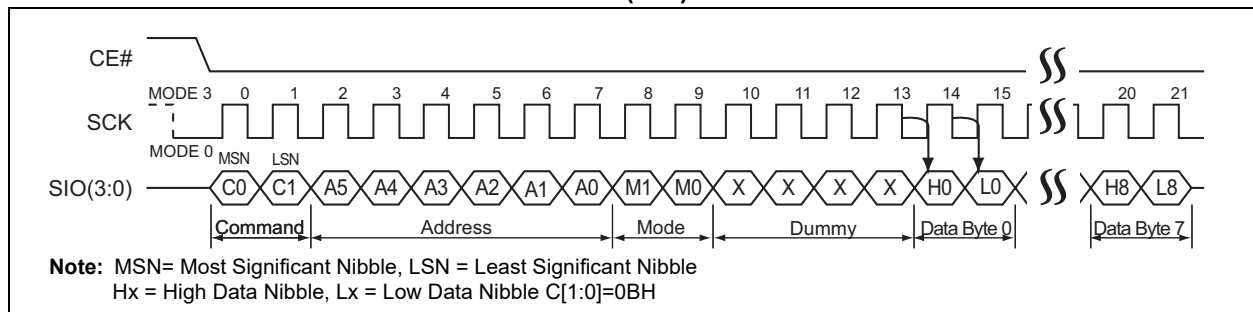 CE#
MODE 3 0 1 2 3 4 5 6 7 8 9 10 11 12 13 14 15 20 21
SCK
MODE 0
MSN LSN
SIO(3:0) C0 C1 A5 A4 A3 A2 A1 A0 M1 M0 X X X X H0 L0 H8 L8
Command Address Mode Dummy Data Byte 0 Data Byte 7
Note: MSN= Most Significant Nibble, LSN = Least Significant Nibble
Hx = High Data Nibble, Lx = Low Data Nibble C[1:0]=0BH